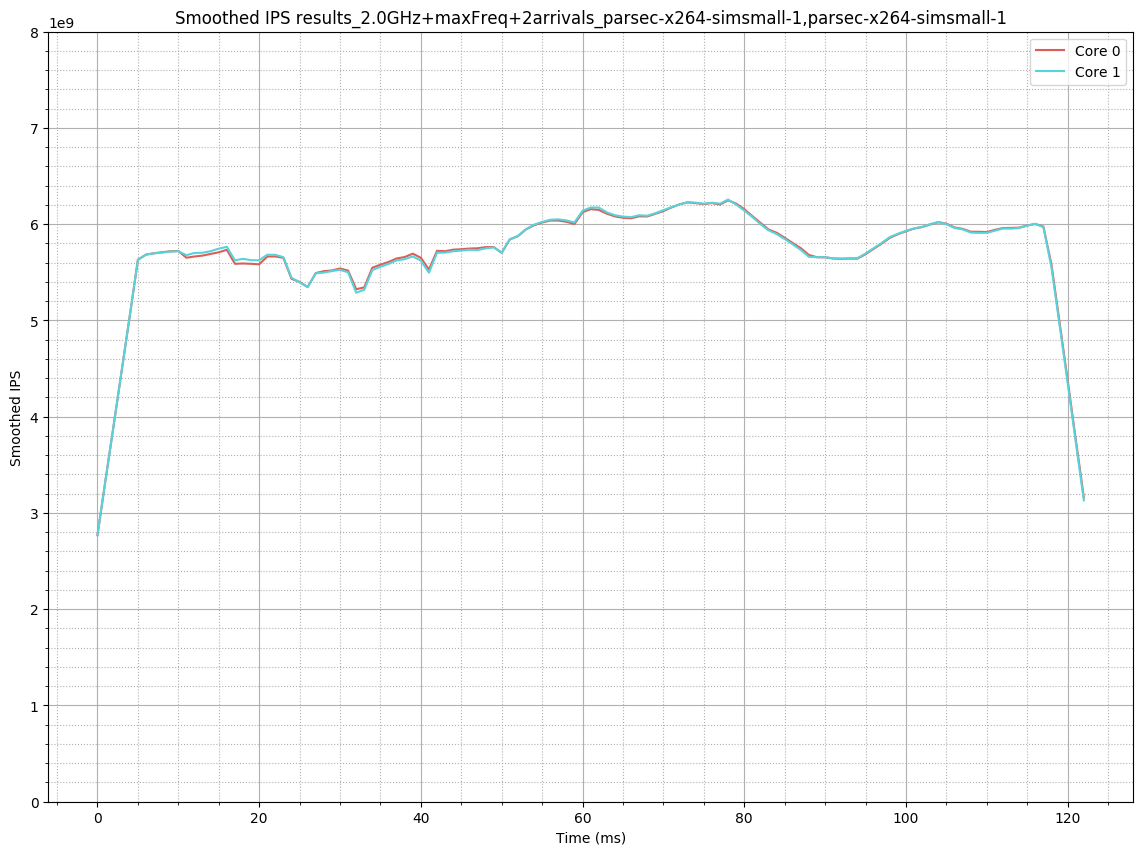 Smoothed IPS results_2.0GHz+maxFreq+2arrivals_parsec-x264-simsmall-1,parsec-x264-simsmall-1
1e9
Core 0
Core 1
8
7
6
5
4
3
2
1
0
Smoothed IPS
0 20 40 60 80 100 120
Time (ms)